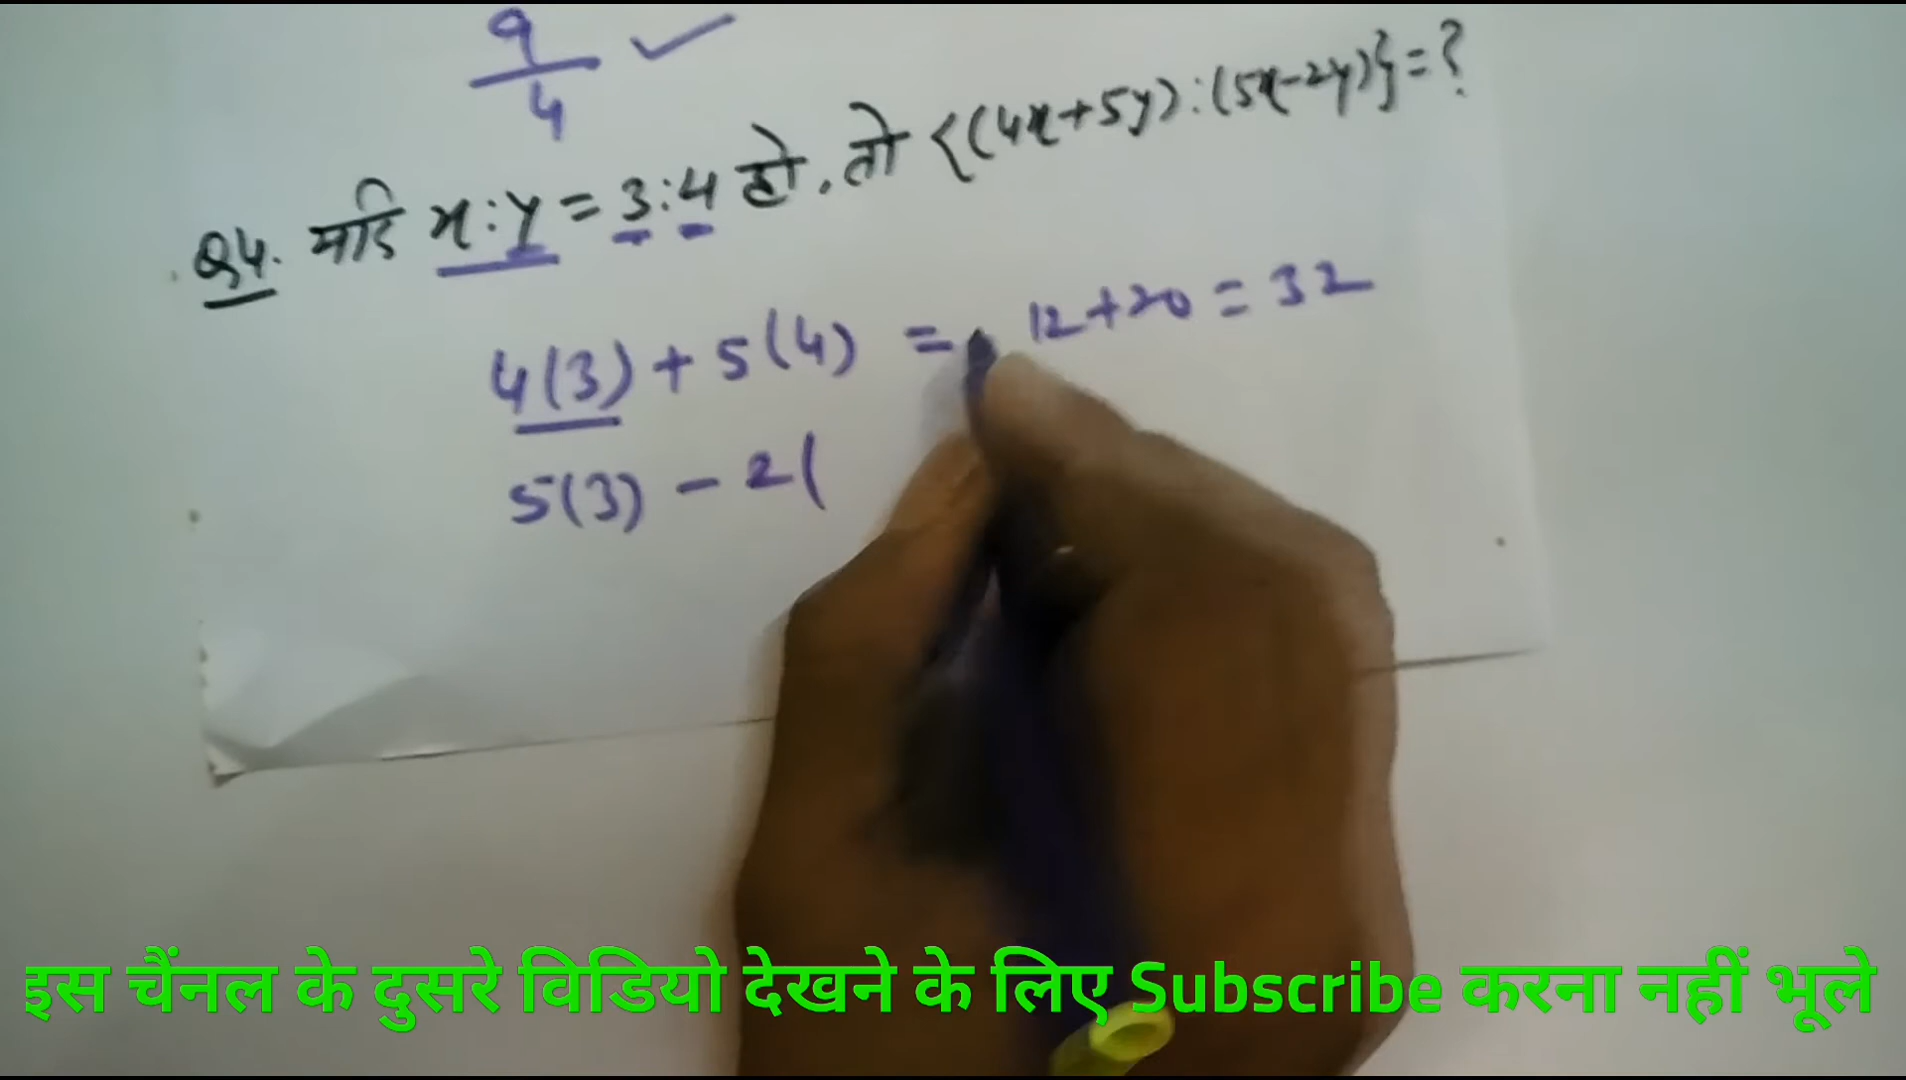 9
4 ✓
Q4. यदि x:y = 3:4 हो, तो {(4x+5y):(5x-2y)}=?
4(3) + 5(4) = 12+20 = 32
5(3) - 2(
इस चैंनल के दुसरे विडियो देखने के लिए Subscribe करना नहीं भूले